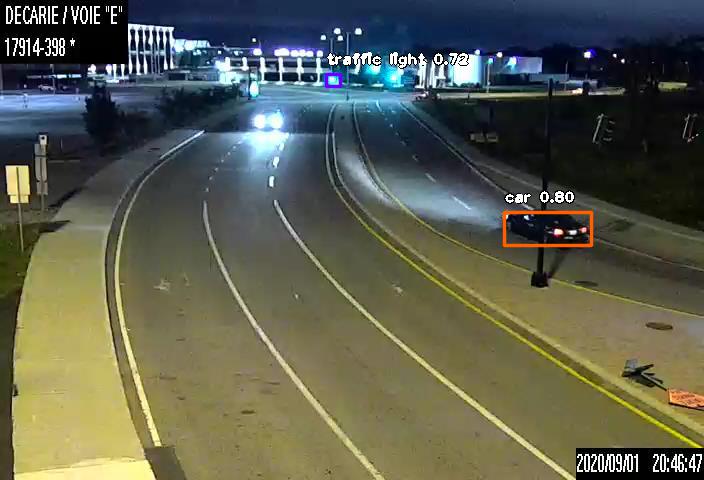 DECARIE / VOIE "E"
17914-398 *
traffic light 0.72
car 0.80
2020/09/01 20:46:47